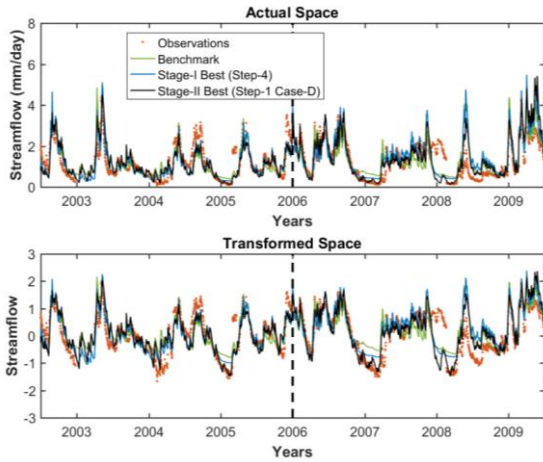 Actual Space
8
6
4
2
0
Streamflow (mm/day)
Observations
Benchmark
Stage-I Best (Step-4)
Stage-II Best (Step-1 Case-D)
2003 2004 2005 2006 2007 2008 2009
Years
Transformed Space
3
2
1
0
-1
-2
-3
Streamflow
2003 2004 2005 2006 2007 2008 2009
Years